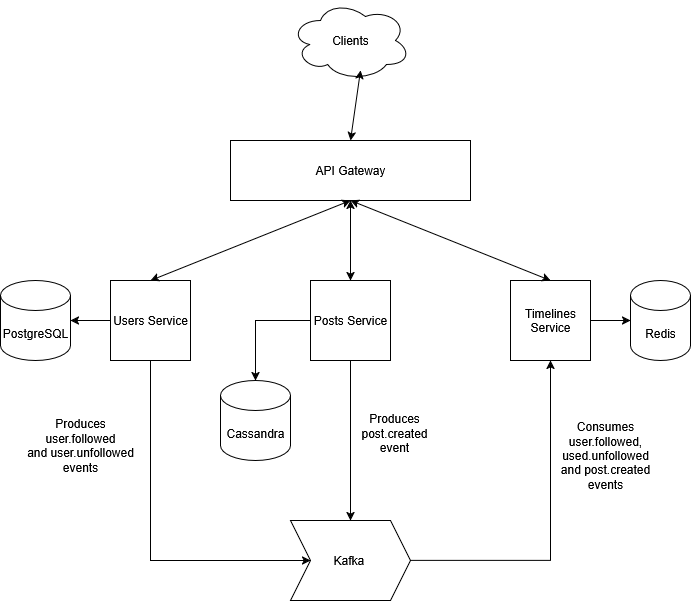 Clients
API Gateway
PostgreSQL
Users Service
Posts Service
Timelines
Service
Redis
Cassandra
Produces
user.followed
and user.unfollowed
events
Produces
post.created
event
Consumes
user.followed,
used.unfollowed
and post.created
events
Kafka